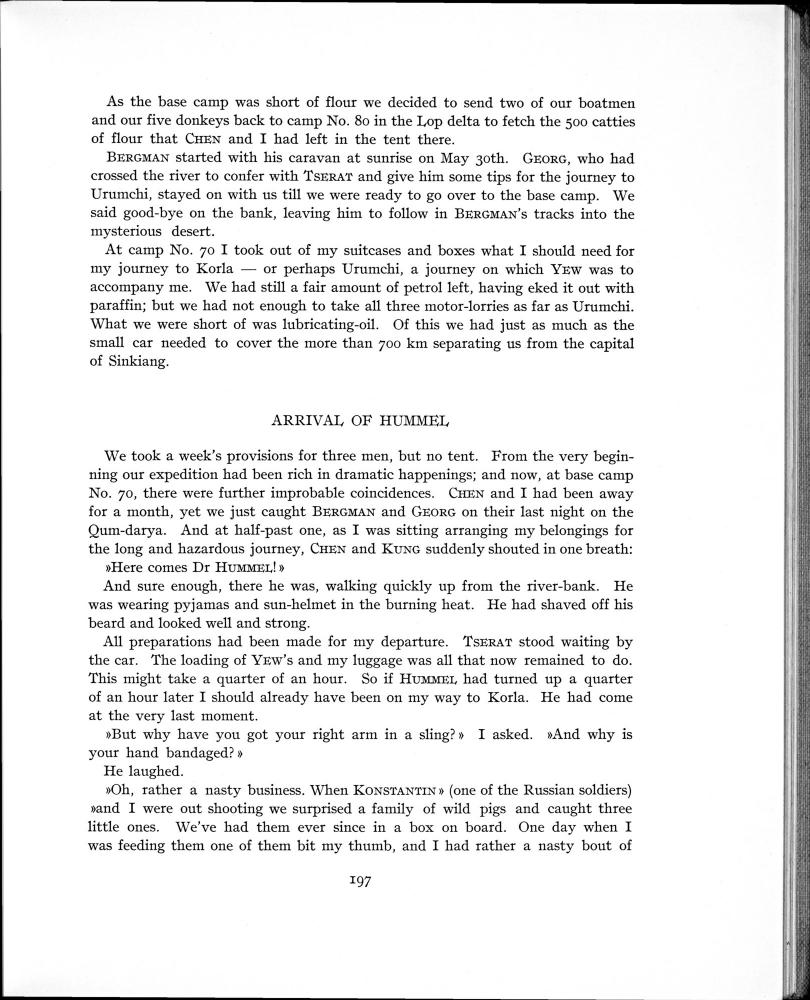 As the base camp was short of flour we decided to send two of our boatmen
and our five donkeys back to camp No. 80 in the Lop delta to fetch the 500 catties
of flour that CHEN and I had left in the tent there.
BERGMAN started with his caravan at sunrise on May 30th. GEORG, who had
crossed the river to confer with TSERAT and give him some tips for the journey to
Urumchi, stayed on with us till we were ready to go over to the base camp. We
said good-bye on the bank, leaving him to follow in BERGMAN's tracks into the
mysterious desert.
At camp No. 70 I took out of my suitcases and boxes what I should need for
my journey to Korla — or perhaps Urumchi, a journey on which YEW was to
accompany me. We had still a fair amount of petrol left, having eked it out with
paraffin; but we had not enough to take all three motor-lorries as far as Urumchi.
What we were short of was lubricating-oil. Of this we had just as much as the
small car needed to cover the more than 700 km separating us from the capital
of Sinkiang.
ARRIVAL OF HUMMEL
We took a week's provisions for three men, but no tent. From the very begin-
ning our expedition had been rich in dramatic happenings; and now, at base camp
No. 70, there were further improbable coincidences. CHEN and I had been away
for a month, yet we just caught BERGMAN and GEORG on their last night on the
Qum-darya. And at half-past one, as I was sitting arranging my belongings for
the long and hazardous journey, CHEN and KUNG suddenly shouted in one breath:
»Here comes Dr HUMMEL!»
And sure enough, there he was, walking quickly up from the river-bank. He
was wearing pyjamas and sun-helmet in the burning heat. He had shaved off his
beard and looked well and strong.
All preparations had been made for my departure. TSERAT stood waiting by
the car. The loading of YEW's and my luggage was all that now remained to do.
This might take a quarter of an hour. So if HUMMEL had turned up a quarter
of an hour later I should already have been on my way to Korla. He had come
at the very last moment.
»But why have you got your right arm in a sling?» I asked. »And why is
your hand bandaged?»
He laughed.
»Oh, rather a nasty business. When KONSTANTIN» (one of the Russian soldiers)
»and I were out shooting we surprised a family of wild pigs and caught three
little ones. We've had them ever since in a box on board. One day when I
was feeding them one of them bit my thumb, and I had rather a nasty bout of
197